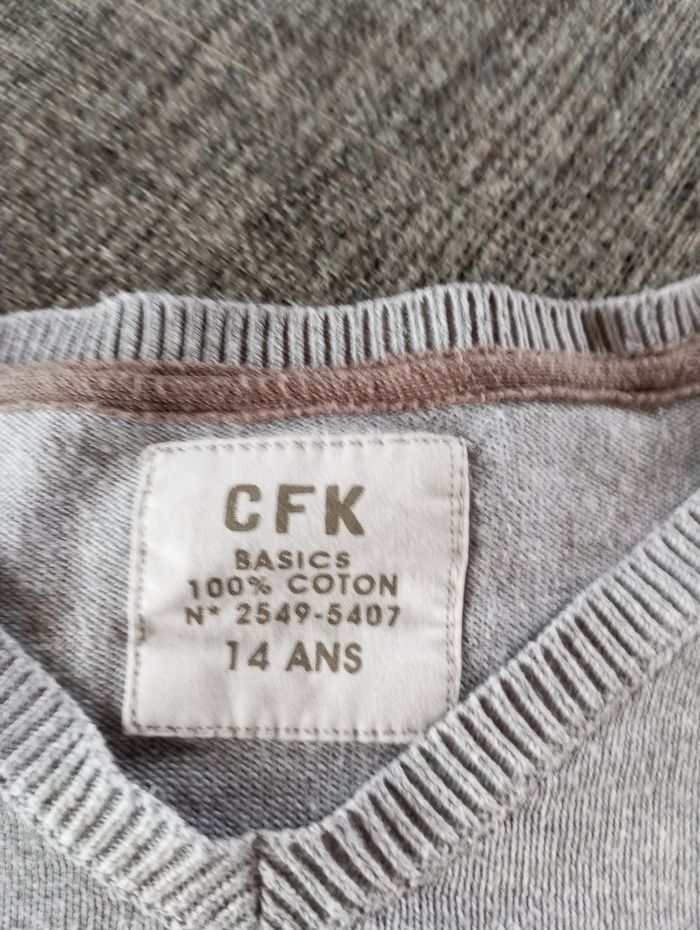 CFK
BASICS
100% COTON
N° 2549-5407
14 ANS